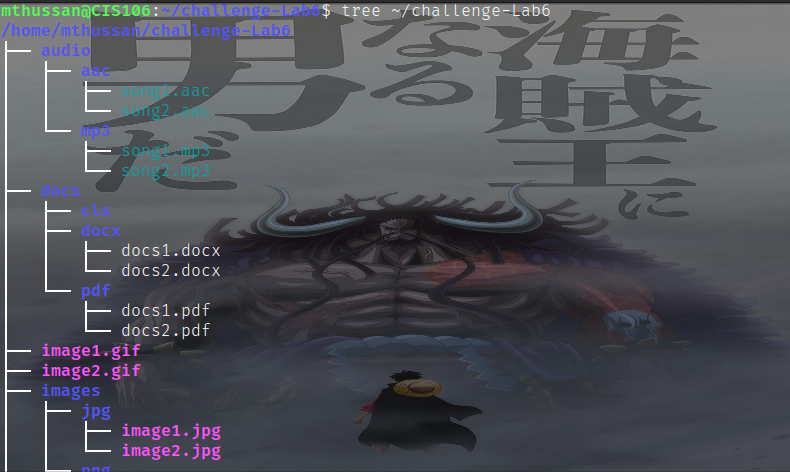 mthussan@CIS106:~/challenge-Lab6$ tree ~/challenge-Lab6
/home/mthussan/challenge-Lab6
├── audio
│   ├── aac
│   │   ├── song1.aac
│   │   └── song2.aac
│   └── mp3
│       ├── song1.mp3
│       └── song2.mp3
├── docs
│   ├── cls
│   ├── docx
│   │   ├── docs1.docx
│   │   └── docs2.docx
│   └── pdf
│       ├── docs1.pdf
│       └── docs2.pdf
├── image1.gif
├── image2.gif
├── images
│   ├── jpg
│   │   ├── image1.jpg
│   │   └── image2.jpg
│   ├── png
海賊王に
なる
男だ